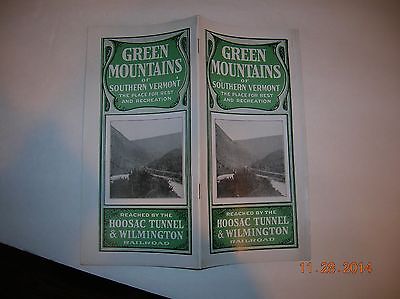 GREEN
MOUNTAINS
OF
SOUTHERN VERMONT
THE PLACE FOR REST
AND RECREATION
REACHED BY THE
HOOSAC TUNNEL
& WILMINGTON
RAILROAD
GREEN
MOUNTAINS
OF
SOUTHERN VERMONT
THE PLACE FOR REST
AND RECREATION
REACHED BY THE
HOOSAC TUNNEL
& WILMINGTON
RAILROAD
11.28.2014